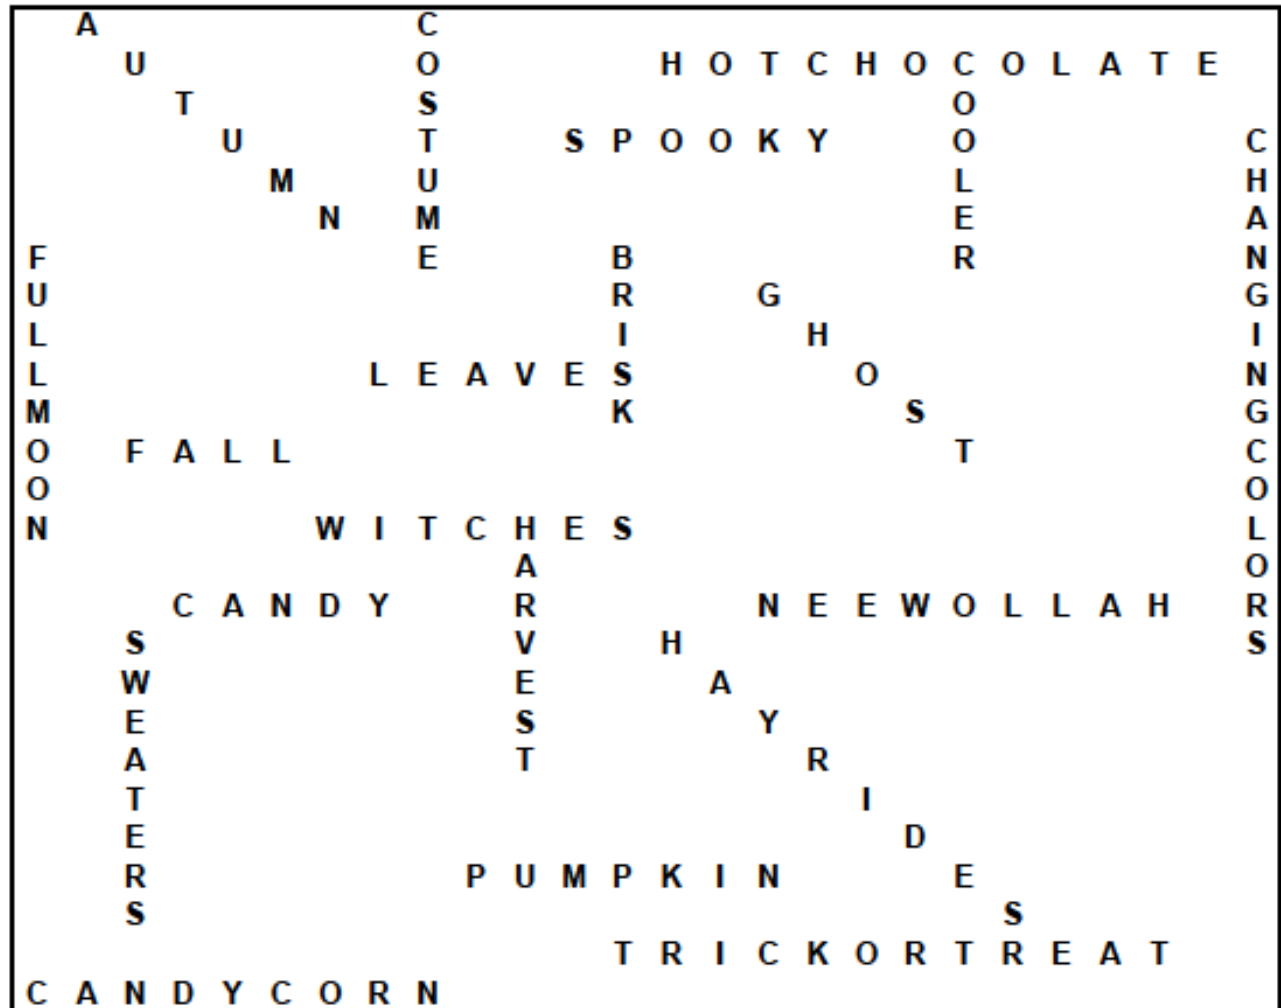 A C
U O H O T C H O C O L A T E
T S O
U T S P O O K Y O C
M U L H
N M E A
F E B R N
U R G G
L I H I
L L E A V E S O N
M K S G
O F A L L T C
O O
N W I T C H E S L
A O
C A N D Y R N E E W O L L A H R
S V H S
W E A
E S Y
A T R
T I
E D
R P U M P K I N E
S S
T R I C K O R T R E A T
C A N D Y C O R N